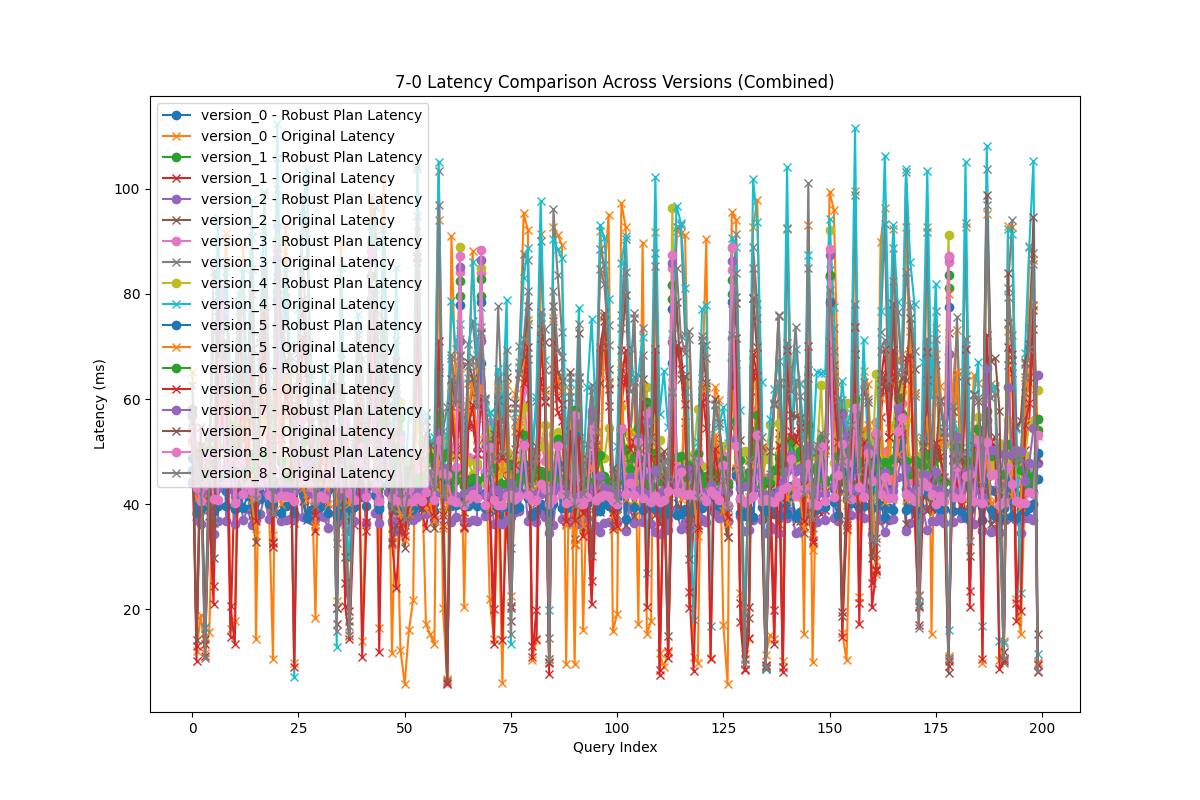 7-0 Latency Comparison Across Versions (Combined)
version_0 - Robust Plan Latency
version_0 - Original Latency
version_1 - Robust Plan Latency
version_1 - Original Latency
version_2 - Robust Plan Latency
version_2 - Original Latency
version_3 - Robust Plan Latency
version_3 - Original Latency
version_4 - Robust Plan Latency
version_4 - Original Latency
version_5 - Robust Plan Latency
version_5 - Original Latency
version_6 - Robust Plan Latency
version_6 - Original Latency
version_7 - Robust Plan Latency
version_7 - Original Latency
version_8 - Robust Plan Latency
version_8 - Original Latency
Latency (ms)
100
80
60
40
20
0 25 50 75 100 125 150 175 200
Query Index